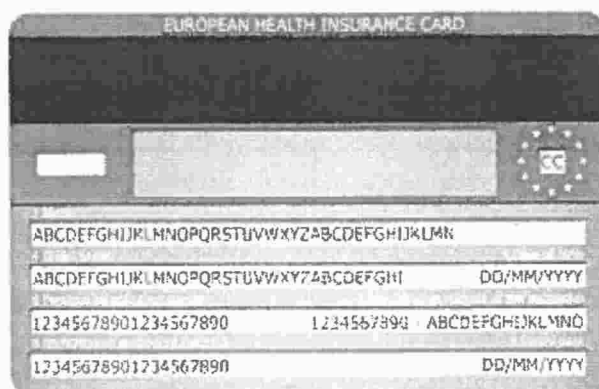 EUROPEAN HEALTH INSURANCE CARD
CC
ABCDEFGHIJKLMNOPQRSTUVWXYZABCDEFGHIJKLMN
ABCDEFGHIJKLMNOPQRSTUVWXYZABCDEFGHI DD/MM/YYYY
12345678901234567890 1234567890 - ABCDEFGHIJKLMNO
12345678901234567890 DD/MM/YYYY